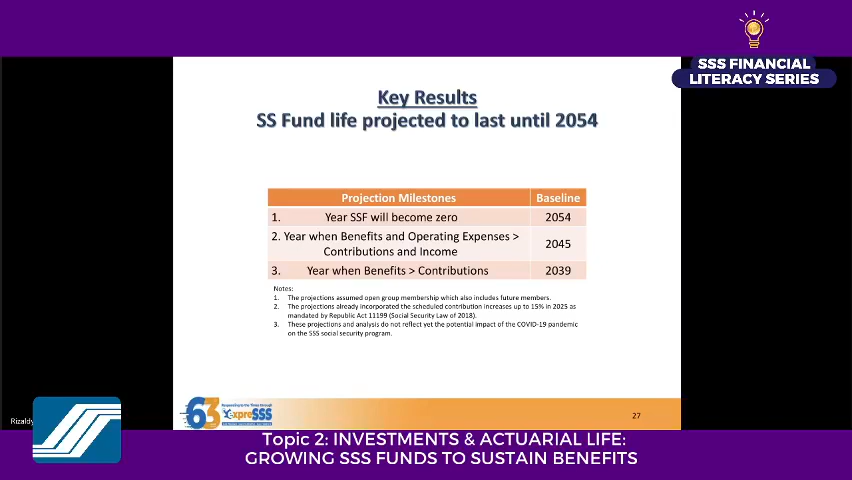 SSS FINANCIAL
LITERACY SERIES
Key Results
SS Fund life projected to last until 2054
Projection Milestones Baseline
1. Year SSF will become zero 2054
2. Year when Benefits and Operating Expenses >
Contributions and Income 2045
3. Year when Benefits > Contributions 2039
Notes:
1. The projections assumed open group membership which also includes future members.
2. The projections already incorporated the scheduled contribution increases up to 15% in 2025 as
mandated by Republic Act 11199 (Social Security Law of 2018).
3. These projections and analysis do not reflect yet the potential impact of the COVID-19 pandemic
on the SSS social security program.
63
expreSSS
27
Rizaldy
Topic 2: INVESTMENTS & ACTUARIAL LIFE:
GROWING SSS FUNDS TO SUSTAIN BENEFITS